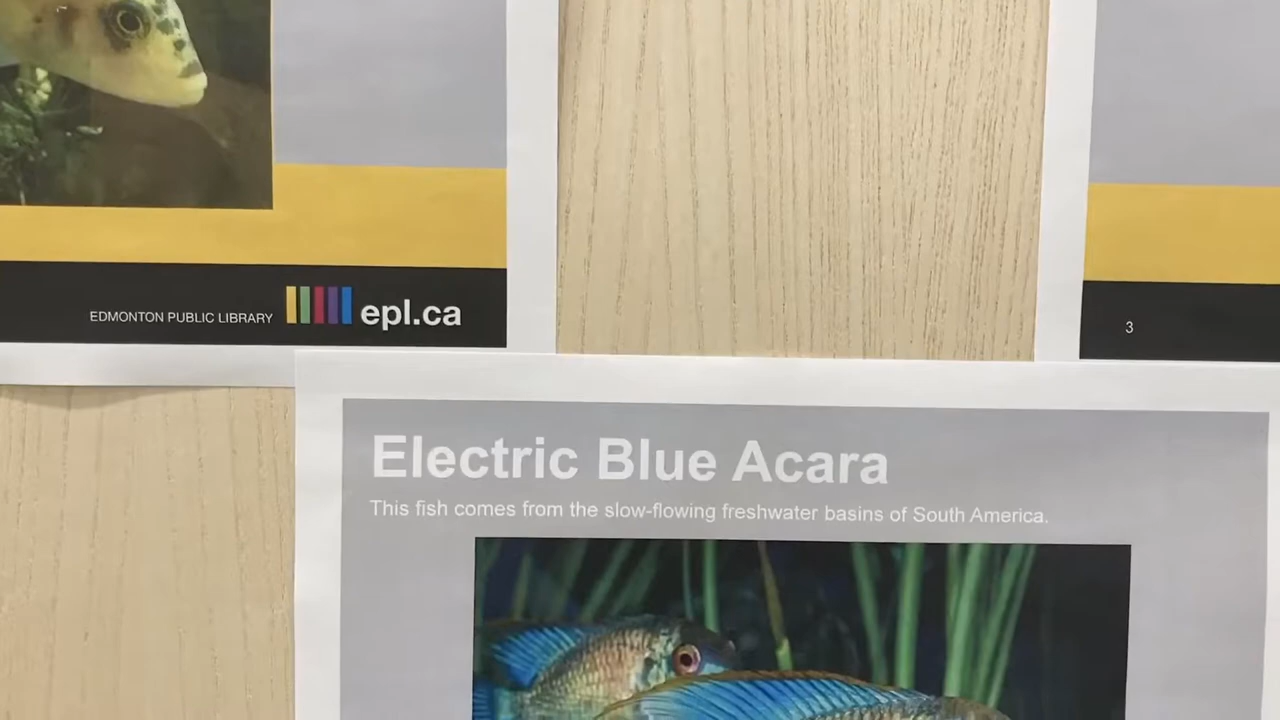 EDMONTON PUBLIC LIBRARY epl.ca
3
Electric Blue Acara
This fish comes from the slow-flowing freshwater basins of South America.